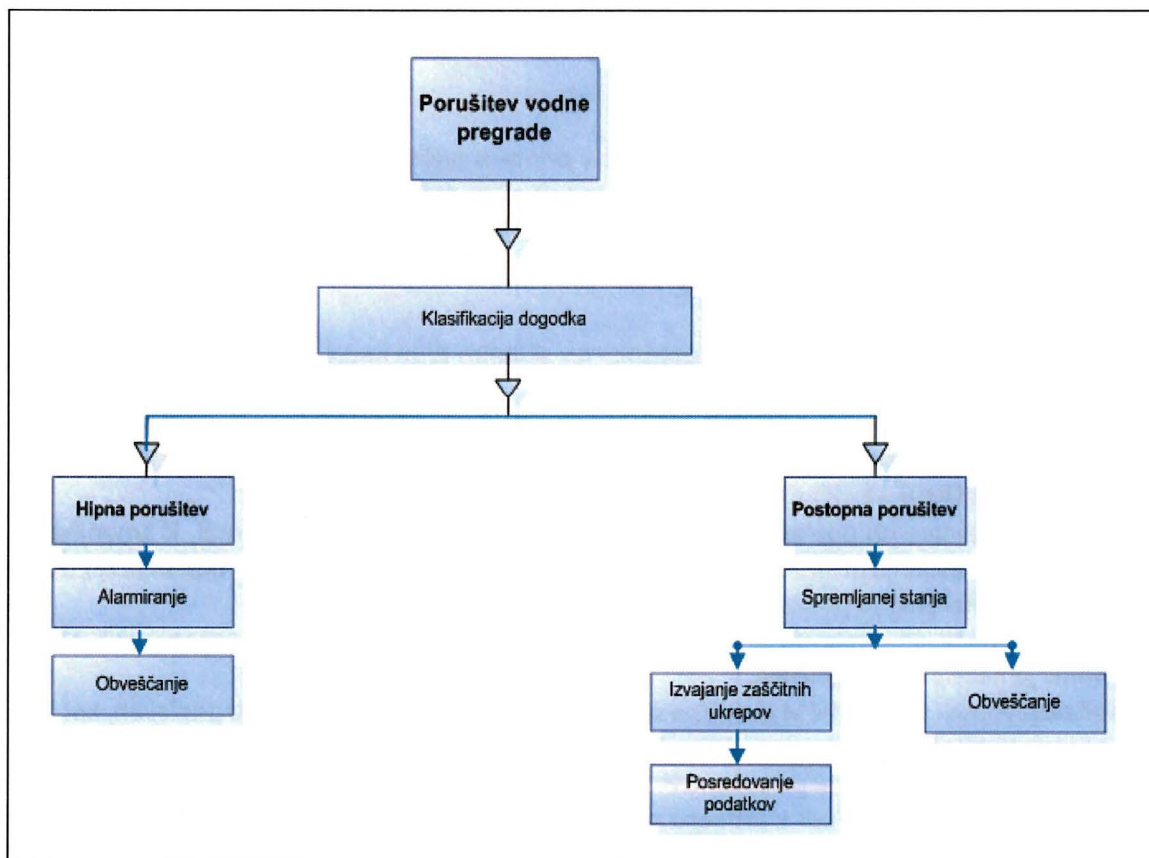 Porušitev vodne
pregrade
Klasifikacija dogodka
Hipna porušitev
Postopna porušitev
Alarmiranje
Spremljanej stanja
Obveščanje
Izvajanje zaščitnih
ukrepov
Obveščanje
Posredovanje
podatkov